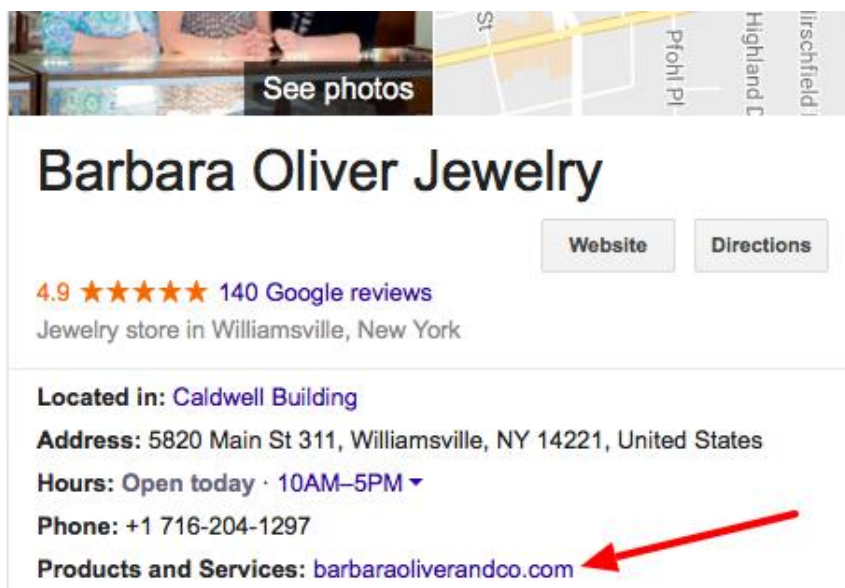 St
Pfohl Pl
Highland D
lirschfield
See photos
Barbara Oliver Jewelry
Website Directions
4.9 ★★★★★ 140 Google reviews
Jewelry store in Williamsville, New York
Located in: Caldwell Building
Address: 5820 Main St 311, Williamsville, NY 14221, United States
Hours: Open today · 10AM–5PM
Phone: +1 716-204-1297
Products and Services: barbaraoliverandco.com